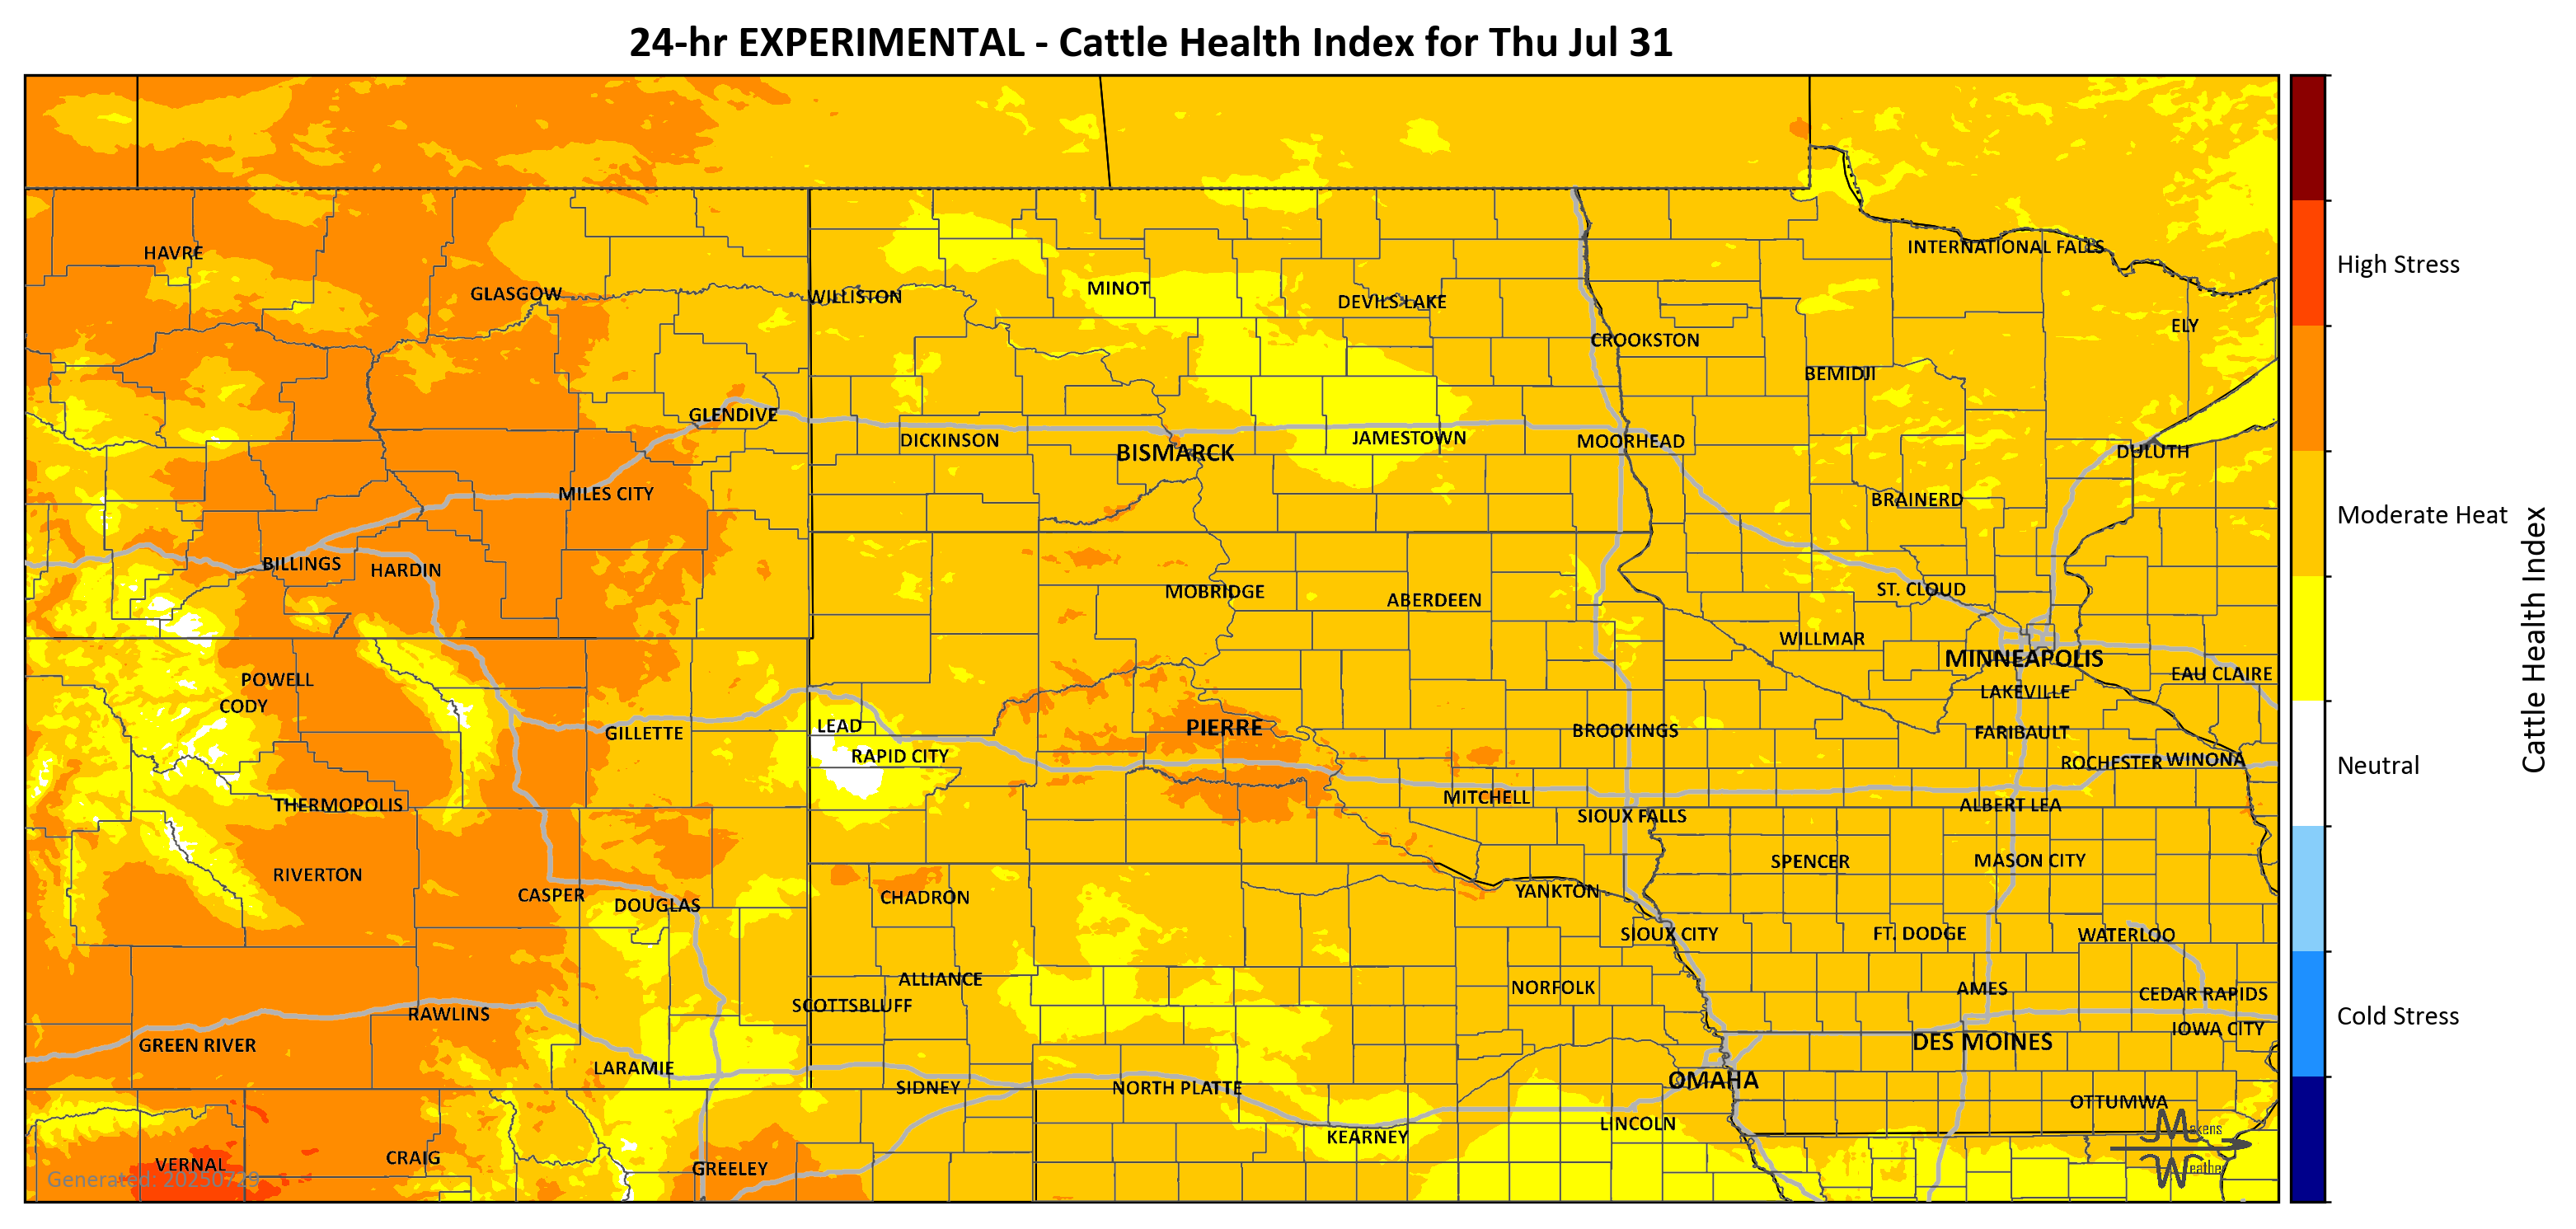 24-hr EXPERIMENTAL - Cattle Health Index for Thu Jul 31
HAVRE
INTERNATIONAL FALLS
GLASGOW
WILLISTON
MINOT
DEVILS LAKE
ELY
CROOKSTON
BEMIDJI
GLENDIVE
DICKINSON
BISMARCK
JAMESTOWN
MOORHEAD
DULUTH
MILES CITY
BRAINERD
BILLINGS
HARDIN
MOBRIDGE
ABERDEEN
ST. CLOUD
WILLMAR
MINNEAPOLIS
POWELL
EAU CLAIRE
CODY
LAKEVILLE
GILLETTE
LEAD
PIERRE
BROOKINGS
FARIBAULT
RAPID CITY
ROCHESTER
WINONA
THERMOPOLIS
MITCHELL
ALBERT LEA
SIOUX FALLS
RIVERTON
SPENCER
MASON CITY
CASPER
DOUGLAS
CHADRON
YANKTON
SIOUX CITY
FT. DODGE
WATERLOO
ALLIANCE
NORFOLK
AMES
CEDAR RAPIDS
SCOTTSBLUFF
RAWLINS
IOWA CITY
GREEN RIVER
DES MOINES
LARAMIE
SIDNEY
NORTH PLATTE
OMAHA
OTTUMWA
KEARNEY
LINCOLN
VERNAL
CRAIG
GREELEY
Generated: 20250729
Makens
Weather
High Stress
Moderate Heat
Neutral
Cold Stress
Cattle Health Index